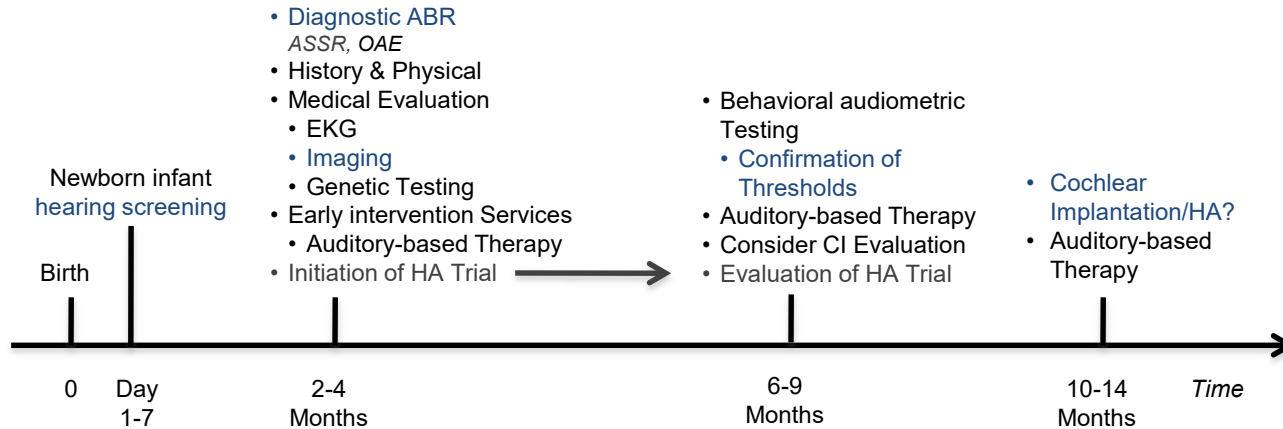 • Diagnostic ABR
ASSR, OAE
• History & Physical
• Medical Evaluation
• EKG
• Imaging
• Genetic Testing
• Early intervention Services
• Auditory-based Therapy
• Initiation of HA Trial
Newborn infant
hearing screening
Birth
• Behavioral audiometric
Testing
• Confirmation of
Thresholds
• Auditory-based Therapy
• Consider CI Evaluation
• Evaluation of HA Trial
• Cochlear
Implantation/HA?
• Auditory-based
Therapy
0
Day
1-7
2-4
Months
6-9
Months
10-14
Months
Time